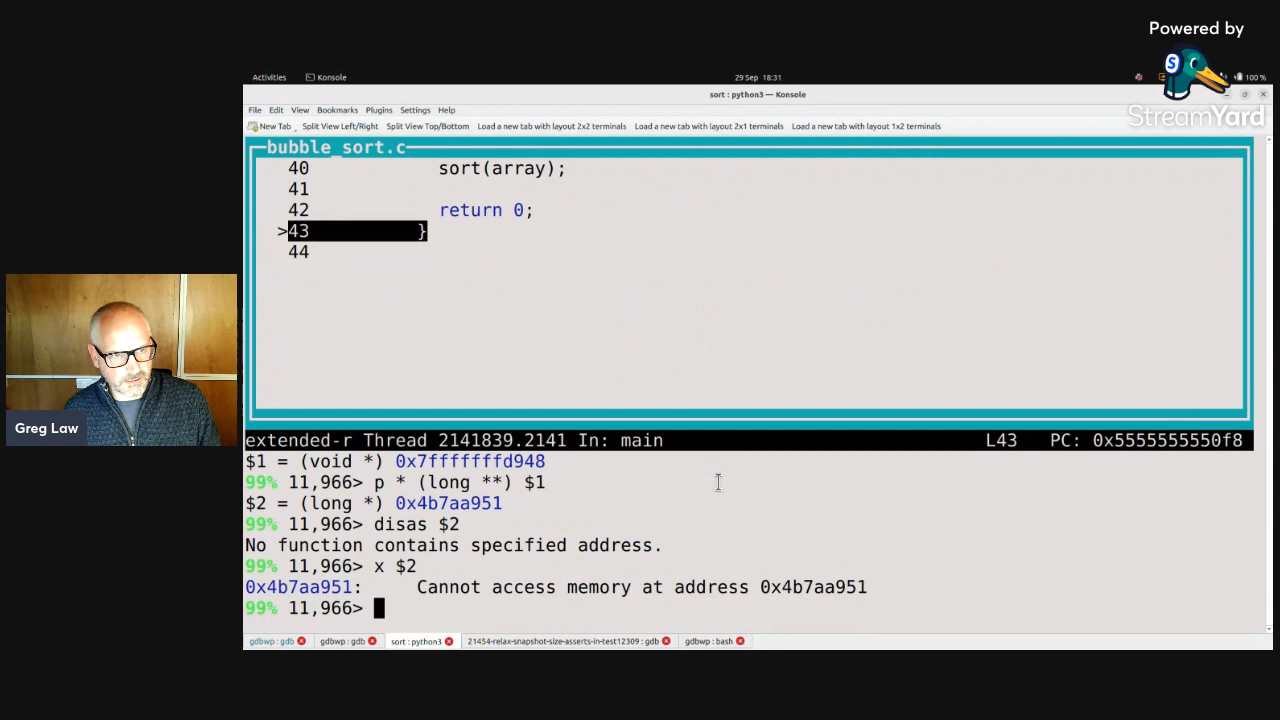 Powered by
S
StreamYard
Activities Konsole 29 Sep 18:31 100 %
sort : python3 — Konsole
File Edit View Bookmarks Plugins Settings Help
New Tab Split View Left/Right Split View Top/Bottom Load a new tab with layout 2x2 terminals Load a new tab with layout 2x1 terminals Load a new tab with layout 1x2 terminals
bubble_sort.c
40 sort(array);
41
42 return 0;
>43 }
44
extended-r Thread 2141839.2141 In: main L43 PC: 0x5555555550f8
$1 = (void *) 0x7fffffffd948
99% 11,966> p * (long **) $1
$2 = (long *) 0x4b7aa951
99% 11,966> disas $2
No function contains specified address.
99% 11,966> x $2
0x4b7aa951: Cannot access memory at address 0x4b7aa951
99% 11,966>
gdbwp : gdb gdbwp : gdb sort : python3 21454-relax-snapshot-size-asserts-in-test12309 : gdb gdbwp : bash
Greg Law